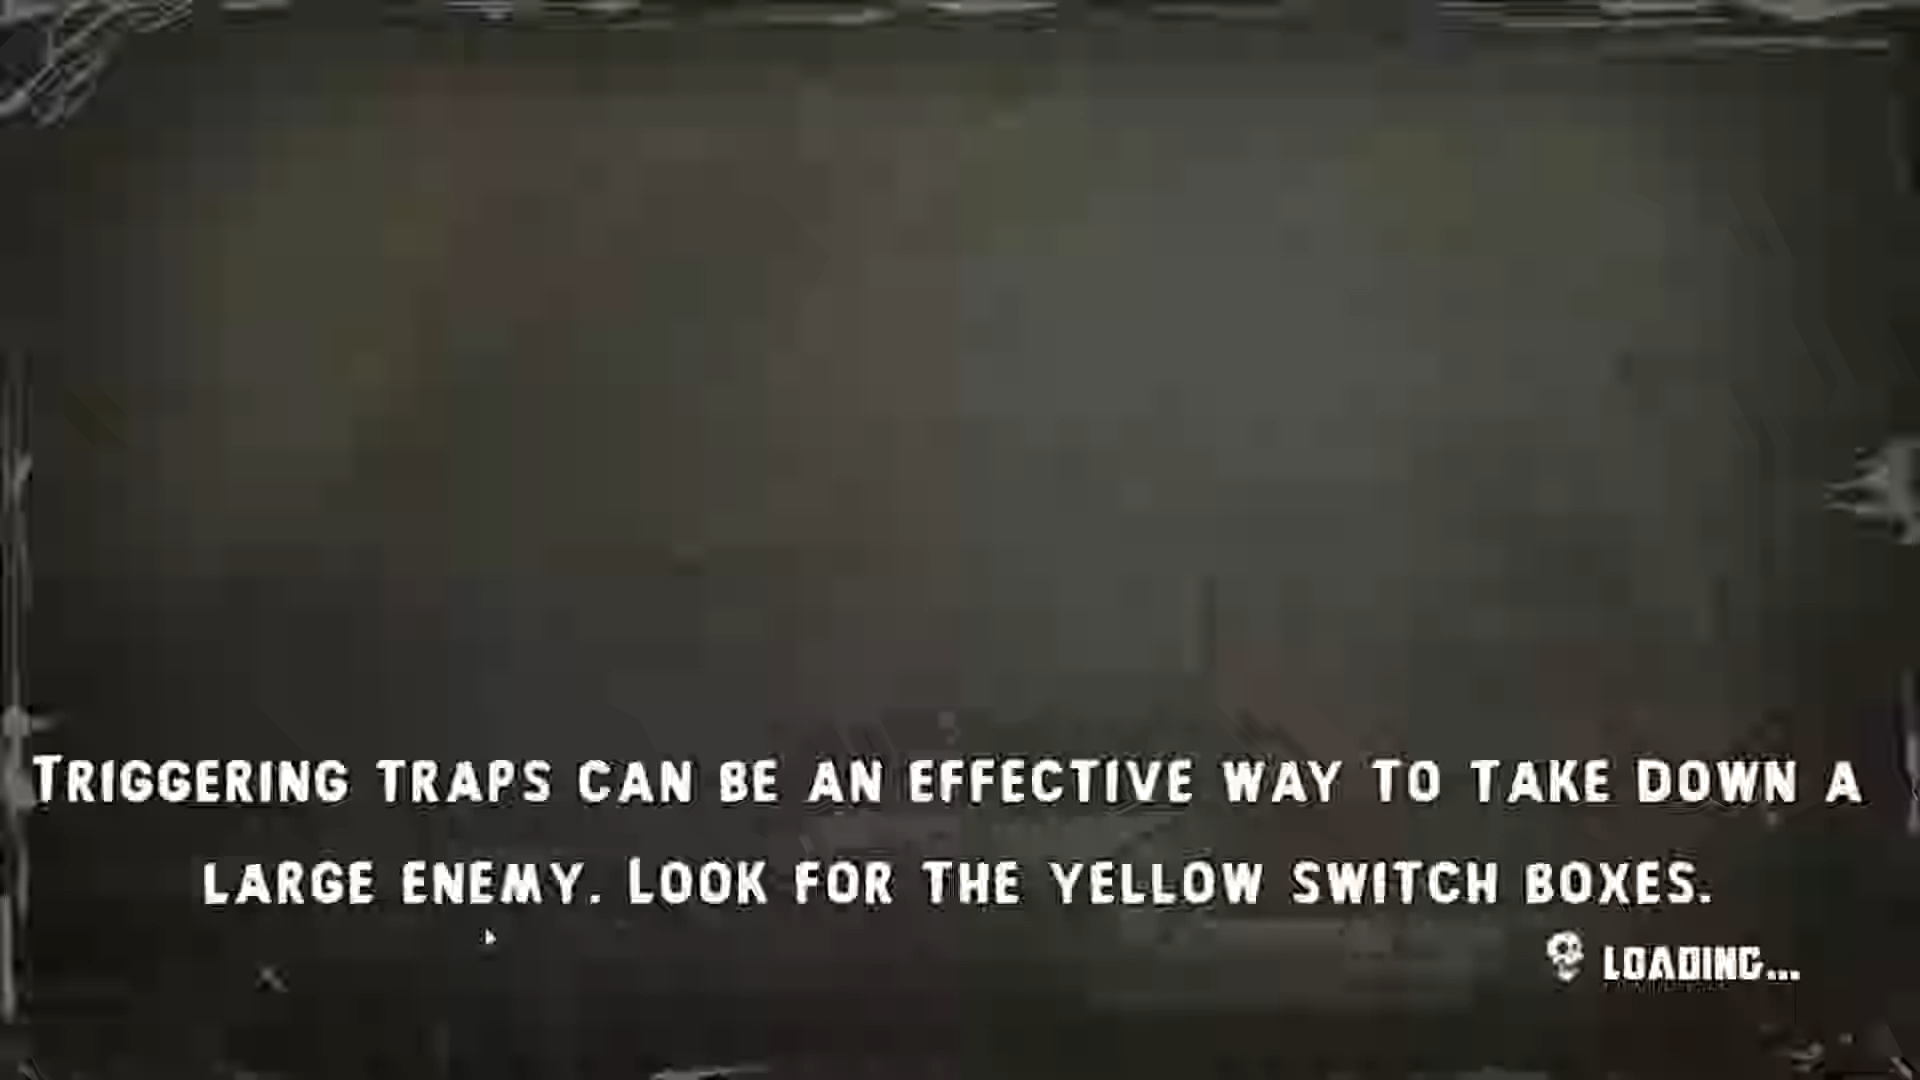 Triggering traps can be an effective way to take down a
large enemy. Look for the yellow switch boxes.
LOADING...